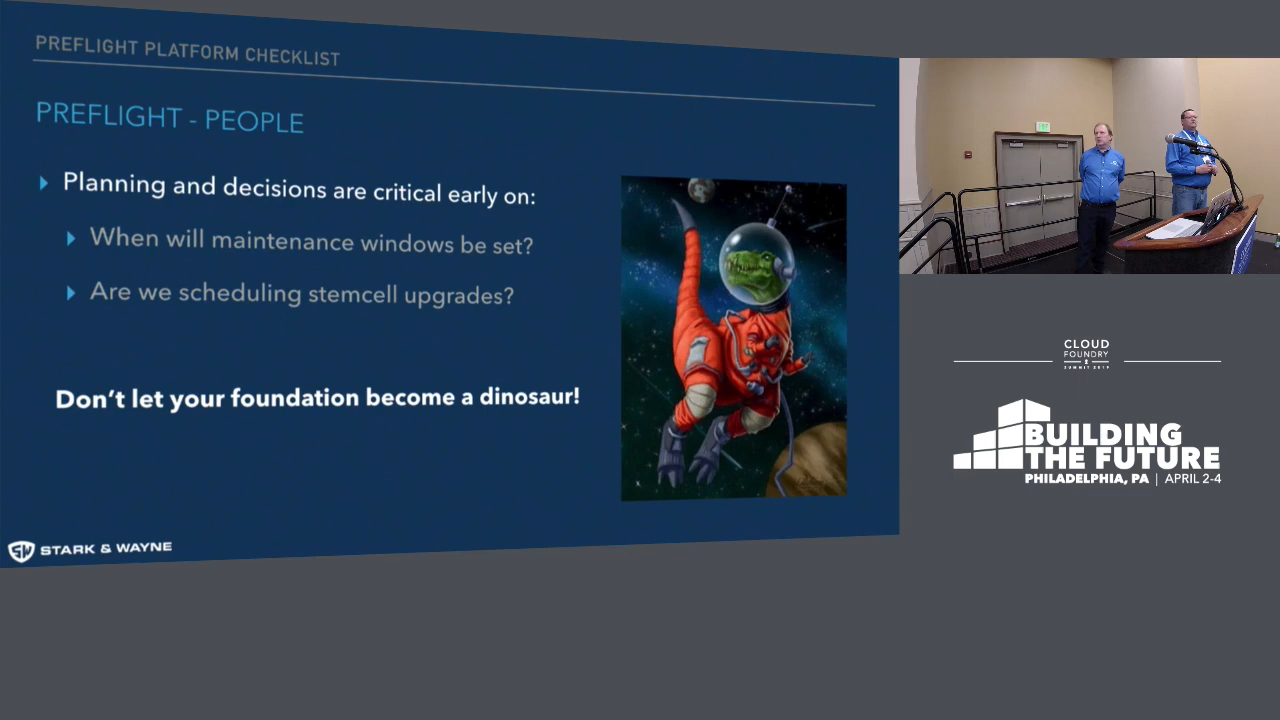 PREFLIGHT PLATFORM CHECKLIST
PREFLIGHT - PEOPLE
Planning and decisions are critical early on:
When will maintenance windows be set?
Are we scheduling stemcell upgrades?
Don't let your foundation become a dinosaur!
SW STARK & WAYNE
CLOUD
FOUNDRY
SUMMIT 2019
BUILDING
THE FUTURE
PHILADELPHIA, PA | APRIL 2-4